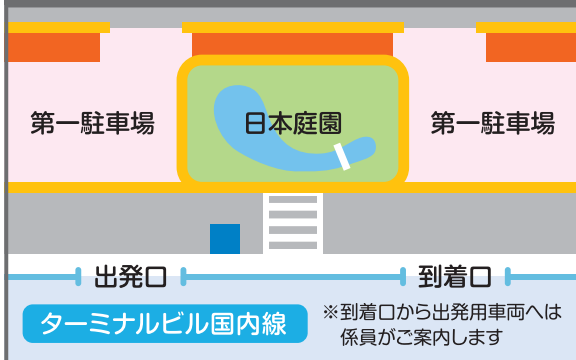 第一駐車場
日本庭園
第一駐車場
出発口
到着口
ターミナルビル国内線
※到着口から出発用車両へは
係員がご案内します